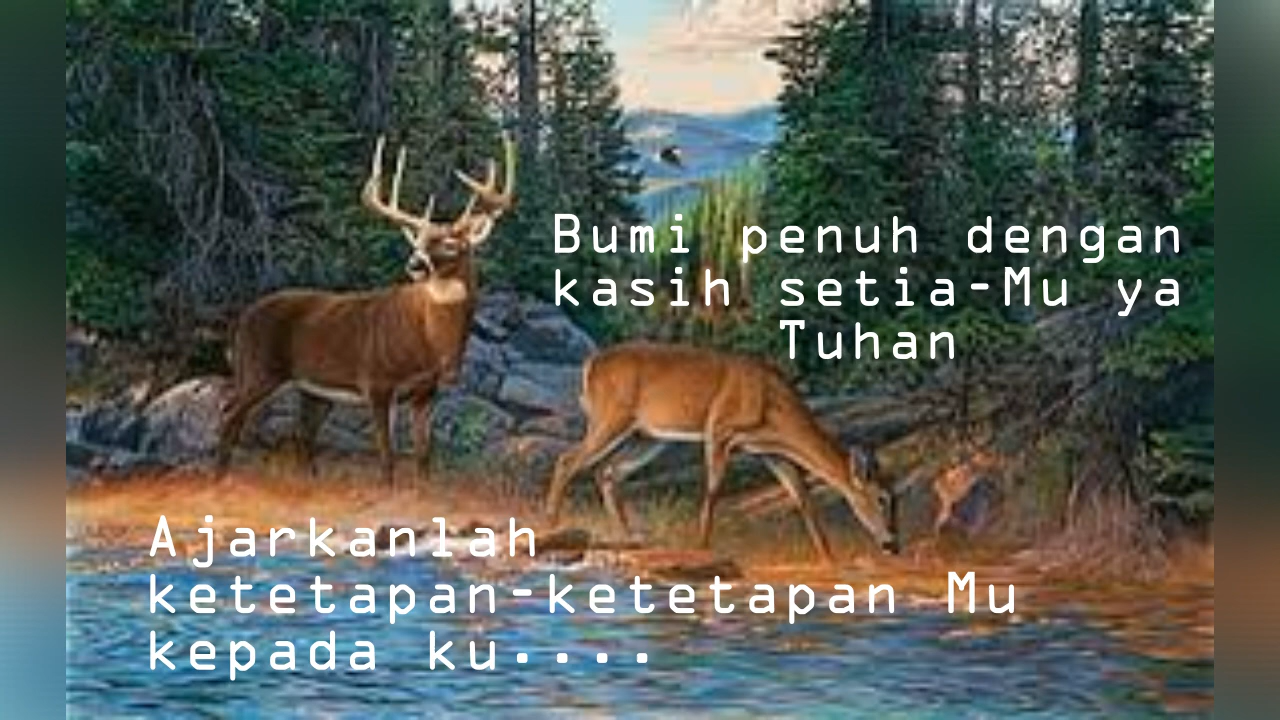 Bumi penuh dengan
kasih setia-Mu ya
Tuhan
Ajarkanlah
ketetapan-ketetapan Mu
kepada ku....